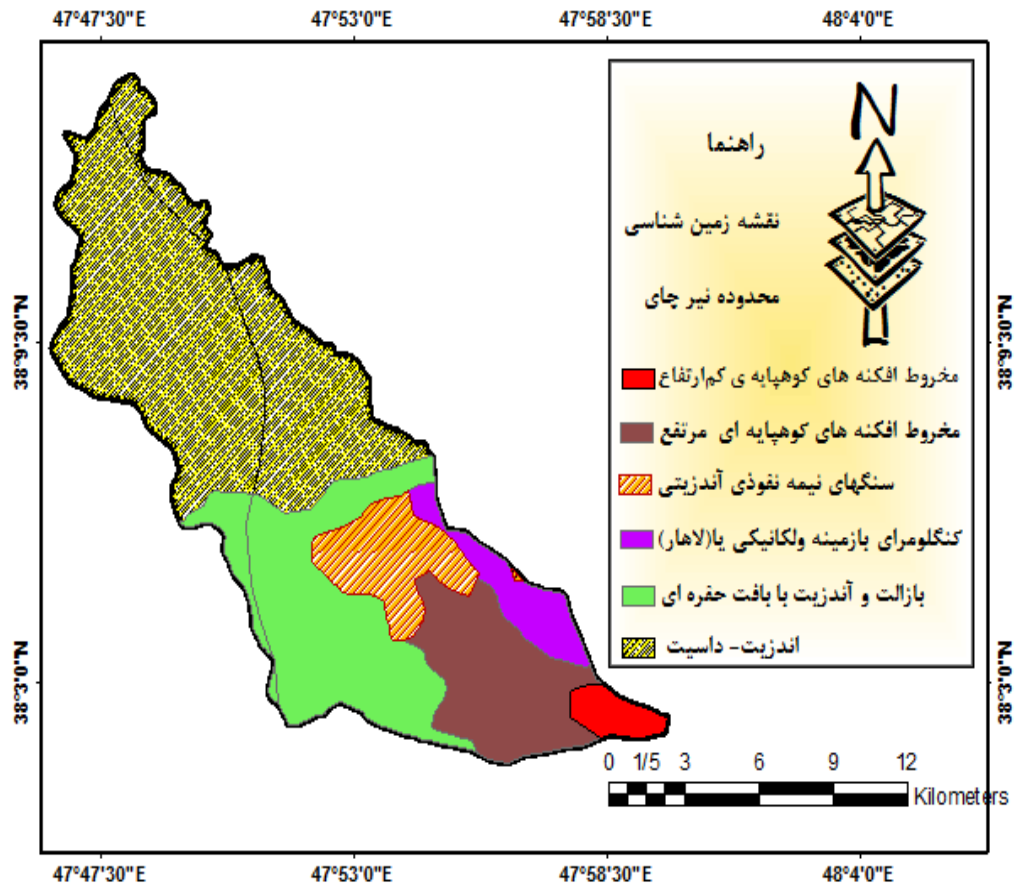 47°47'30"E 47°53'0"E 47°58'30"E 48°4'0"E
N
راهنما
نقشه زمین شناسی
محدوده نیر چای
38°9'30"N
38°9'30"N
مخروط افکنه های کوهپایه ی کم‌ارتفاع
مخروط افکنه های کوهپایه ای مرتفع
سنگهای نیمه نفوذی آندزیتی
کنگلومرای بازمینه ولکانیکی یا(لاهار)
بازالت و آندزیت با بافت حفره ای
اندزیت- داسیت
38°3'0"N
38°3'0"N
0 1/5 3 6 9 12
Kilometers
47°47'30"E 47°53'0"E 47°58'30"E 48°4'0"E